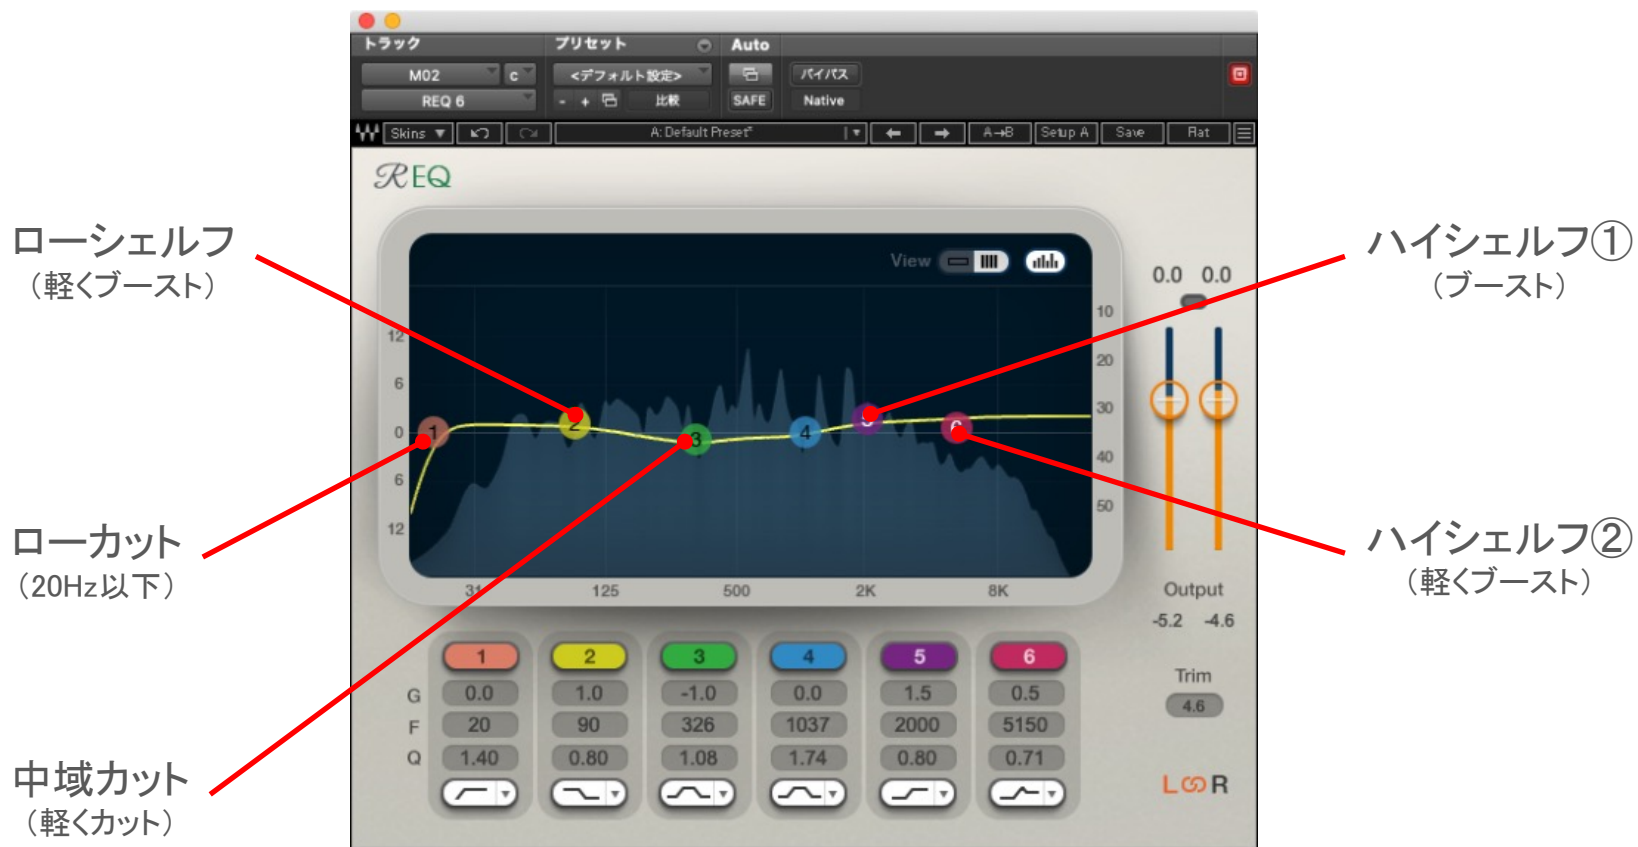 トラック
プリセット
Auto
M02
c
<デフォルト設定>
バイパス
REQ 6
- +
比較
SAFE
Native
Skins
A: Default Preset*
A→B
Setup A
Save
Flat
REQ
View
ローシェルフ
（軽くブースト）
ローカット
（20Hz以下）
中域カット
（軽くカット）
ハイシェルフ①
（ブースト）
ハイシェルフ②
（軽くブースト）
12
6
0
6
12
10
20
30
40
50
1
2
3
4
5
6
31 125 500 2K 8K
0.0 0.0
Output
-5.2 -4.6
Trim
4.6
L R
1 2 3 4 5 6
G 0.0 1.0 -1.0 0.0 1.5 0.5
F 20 90 326 1037 2000 5150
Q 1.40 0.80 1.08 1.74 0.80 0.71